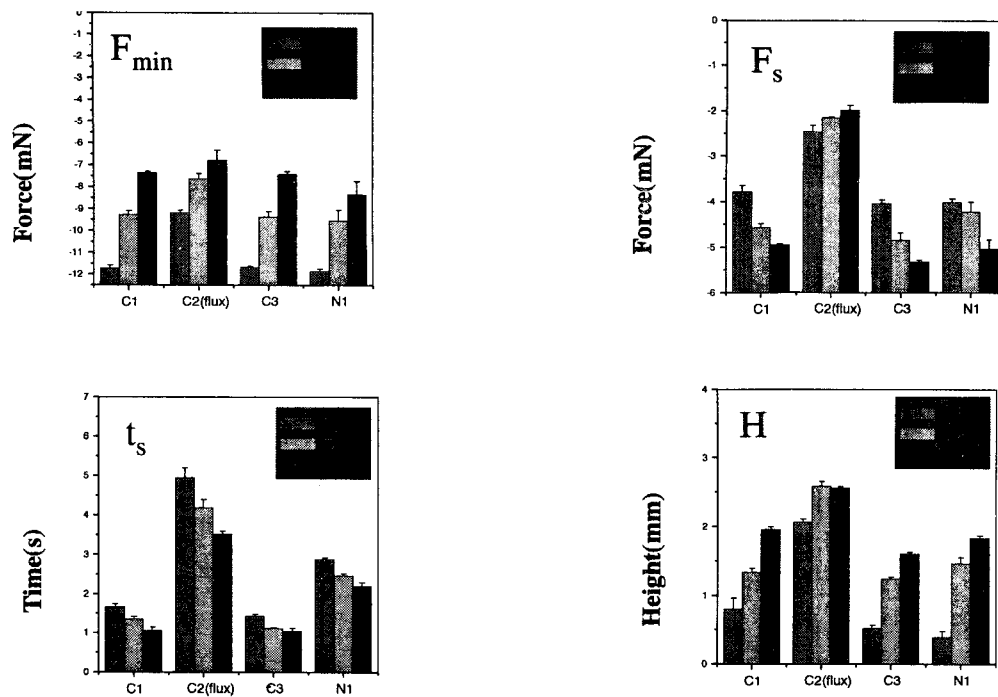 F_min
Force(mN)
0
-1
-2
-3
-4
-5
-6
-7
-8
-9
-10
-11
-12
C1
C2(flux)
C3
N1
F_s
Force(mN)
0
-1
-2
-3
-4
-5
-6
C1
C2(flux)
C3
N1
t_s
Time(s)
7
6
5
4
3
2
1
0
C1
C2(flux)
C3
N1
H
Height(mm)
4
3
2
1
0
C1
C2(flux)
C3
N1